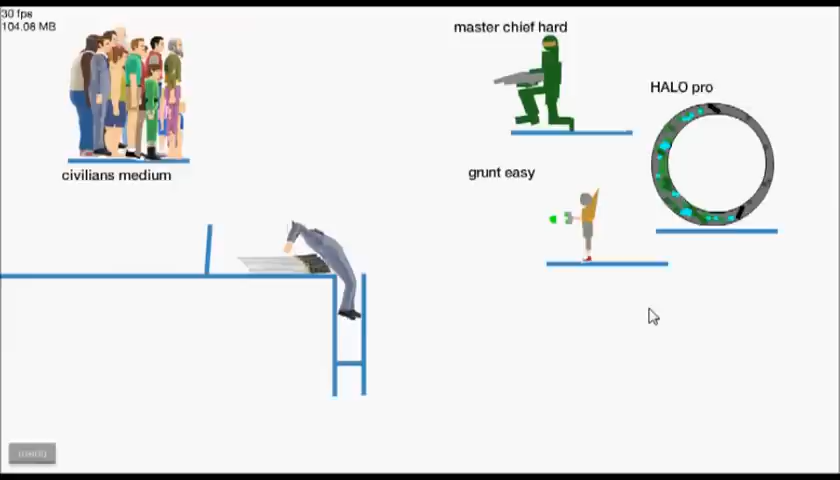 30 fps
104.06 MB
master chief hard
HALO pro
civilians medium
grunt easy